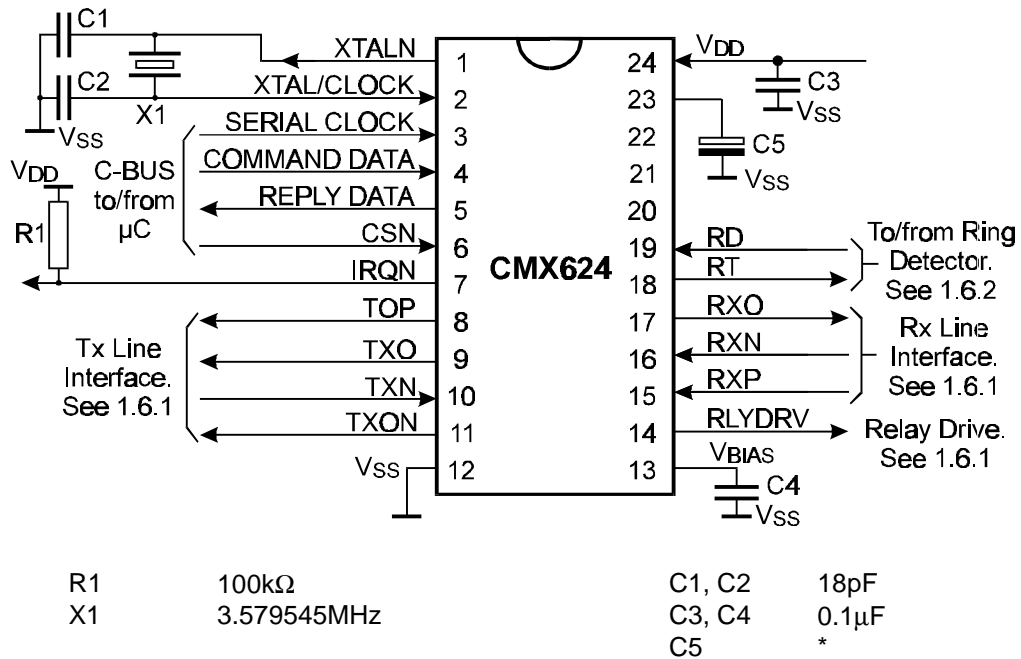 C1
C2
X1
VSS
XTALN
XTAL/CLOCK
SERIAL CLOCK
COMMAND DATA
REPLY DATA
CSN
IRQN
TOP
TXO
TXN
TXON
VSS
C-BUS
to/from
µC
VDD
R1
Tx Line
Interface.
See 1.6.1
1
2
3
4
5
6
7
8
9
10
11
12
CMX624
24
23
22
21
20
19
18
17
16
15
14
13
VDD
C3
VSS
C5
VSS
RD
RT
To/from Ring
Detector.
See 1.6.2
RXO
RXN
RXP
Rx Line
Interface.
See 1.6.1
RLYDRV
Relay Drive.
See 1.6.1
VBIAS
C4
VSS
R1 100kΩ C1, C2 18pF
X1 3.579545MHz C3, C4 0.1µF
C5 *